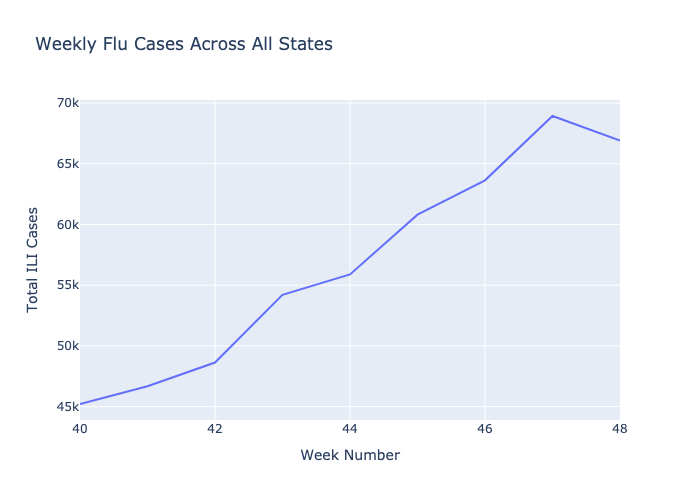 Weekly Flu Cases Across All States
70k
65k
60k
55k
50k
45k
Total ILI Cases
40 42 44 46 48
Week Number